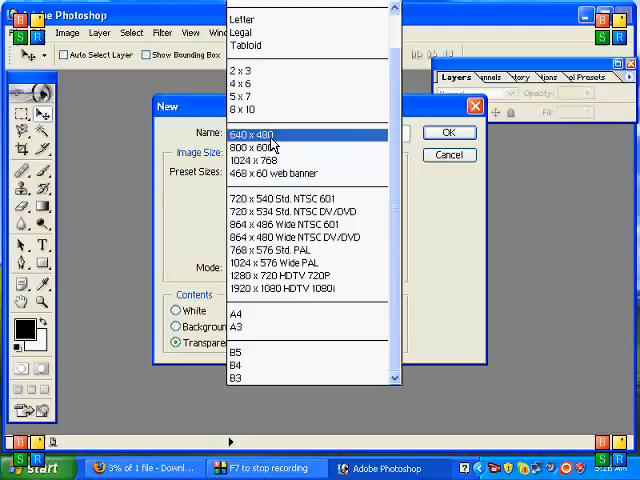 B
Adobe Photoshop
B
S
R
Image
Layer
Select
Filter
View
S
R
Auto Select Layer
Show Bounding Box
Letter
Legal
Tabloid
2 x 3
4 x 6
5 x 7
8 x 10
640 x 480
800 x 600
1024 x 768
468 x 60 web banner
720 x 540 Std. NTSC 601
720 x 534 Std. NTSC DV/DVD
864 x 486 Wide NTSC 601
864 x 480 Wide NTSC DV/DVD
768 x 576 Std. PAL
1024 x 576 Wide PAL
1280 x 720 HDTV 720P
1920 x 1080 HDTV 1080i
A4
A3
B5
B4
B3
Layers
Normal
Opacity:
Fill:
New
Name:
Image Size:
Preset Sizes:
Mode:
Contents
White
Transpare
OK
Cancel
B
B
S
start
3% of 1 file - Downl...
F7 to stop recording
Adobe Photoshop
S
R